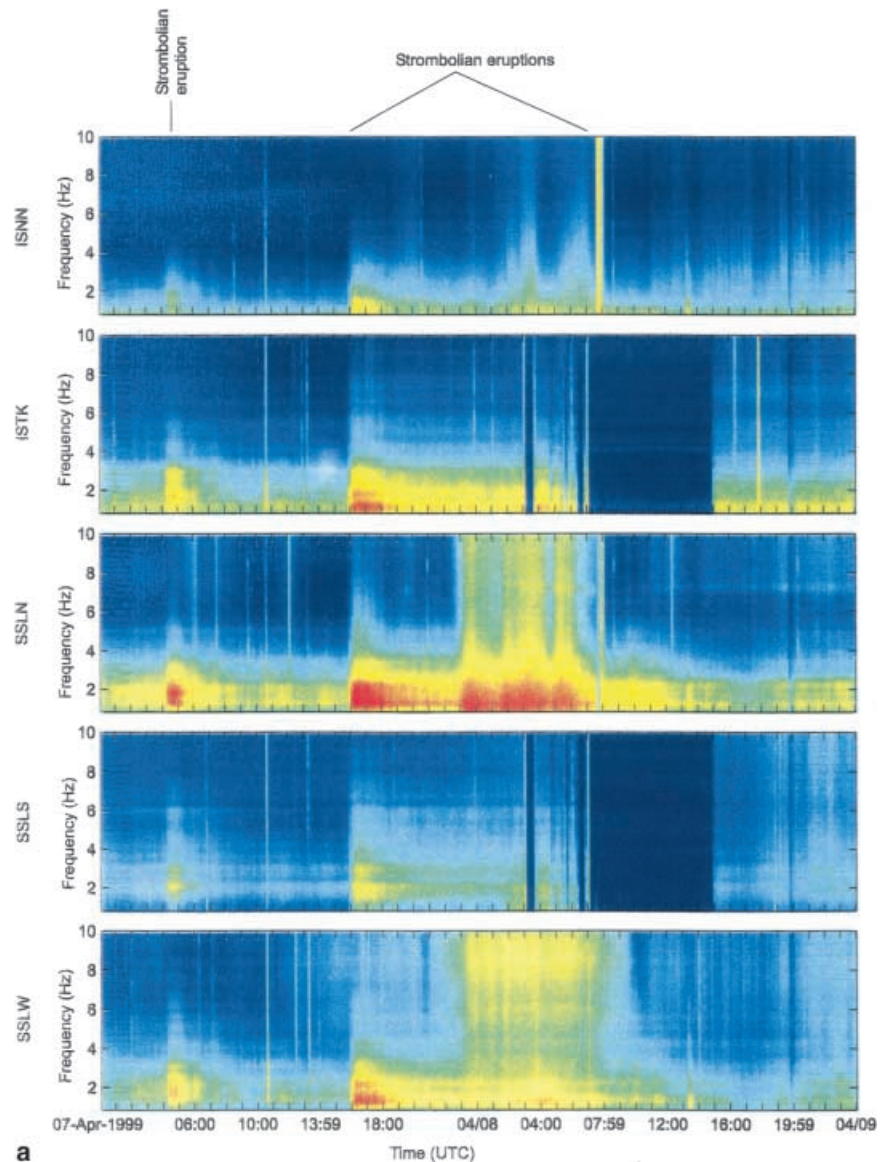 Strombolian
eruption
Strombolian eruptions
ISNN
Frequency (Hz)
10
8
6
4
2
ISTK
Frequency (Hz)
10
8
6
4
2
SSLN
Frequency (Hz)
10
8
6
4
2
SSLS
Frequency (Hz)
10
8
6
4
2
SSLW
Frequency (Hz)
10
8
6
4
2
07-Apr-1999 06:00 10:00 13:59 18:00 04/08 04:00 07:59 12:00 16:00 19:59 04/09
a
Time (UTC)